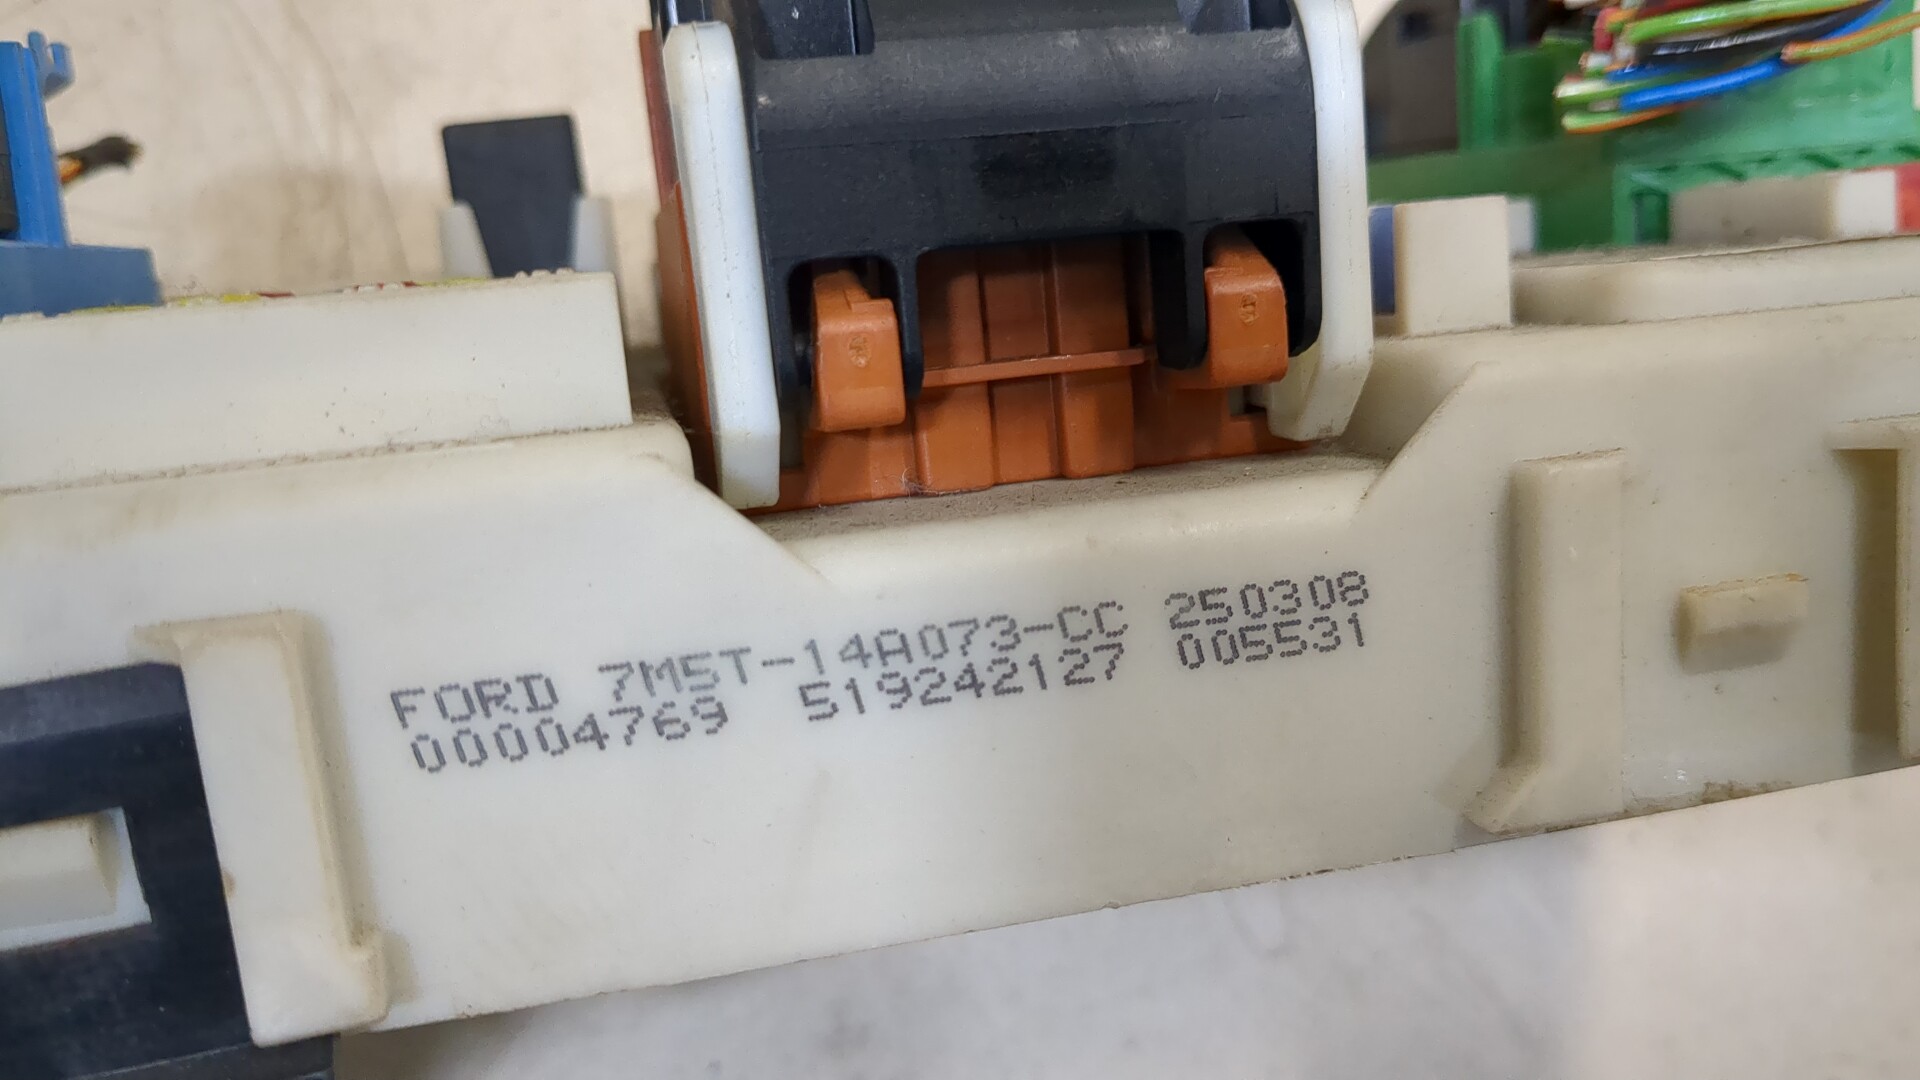 FORD 7M5T-14A073-CC 250308
00004769 519242127 005531